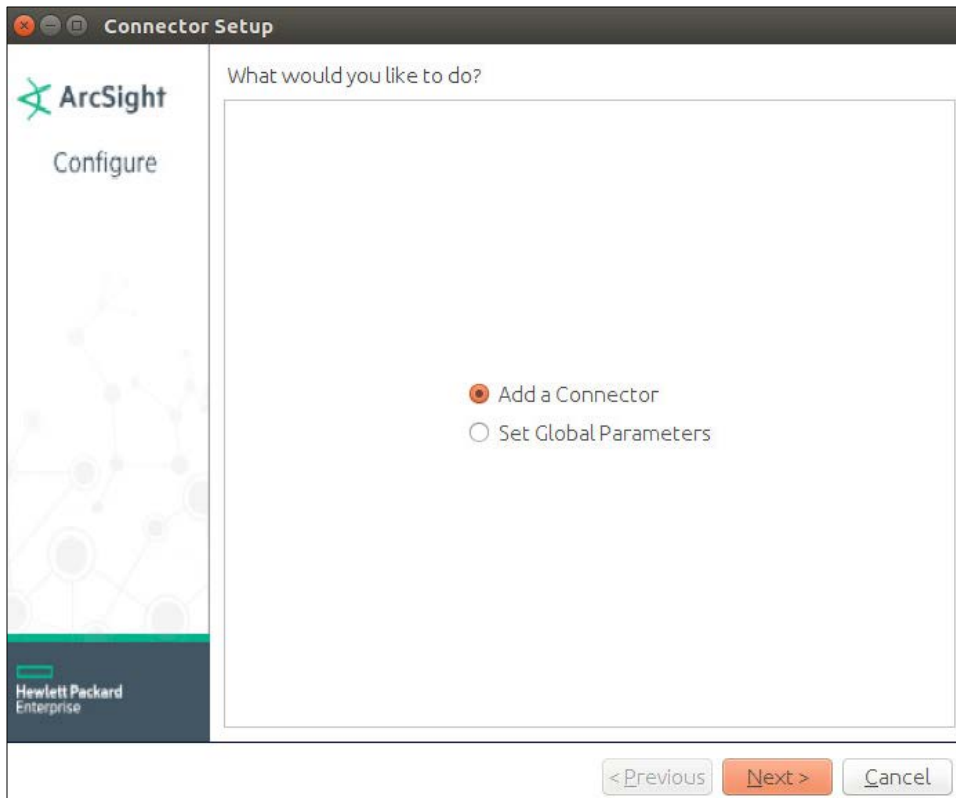 Connector Setup
ArcSight
Configure
What would you like to do?
Add a Connector
Set Global Parameters
Hewlett Packard
Enterprise
< Previous
Next >
Cancel